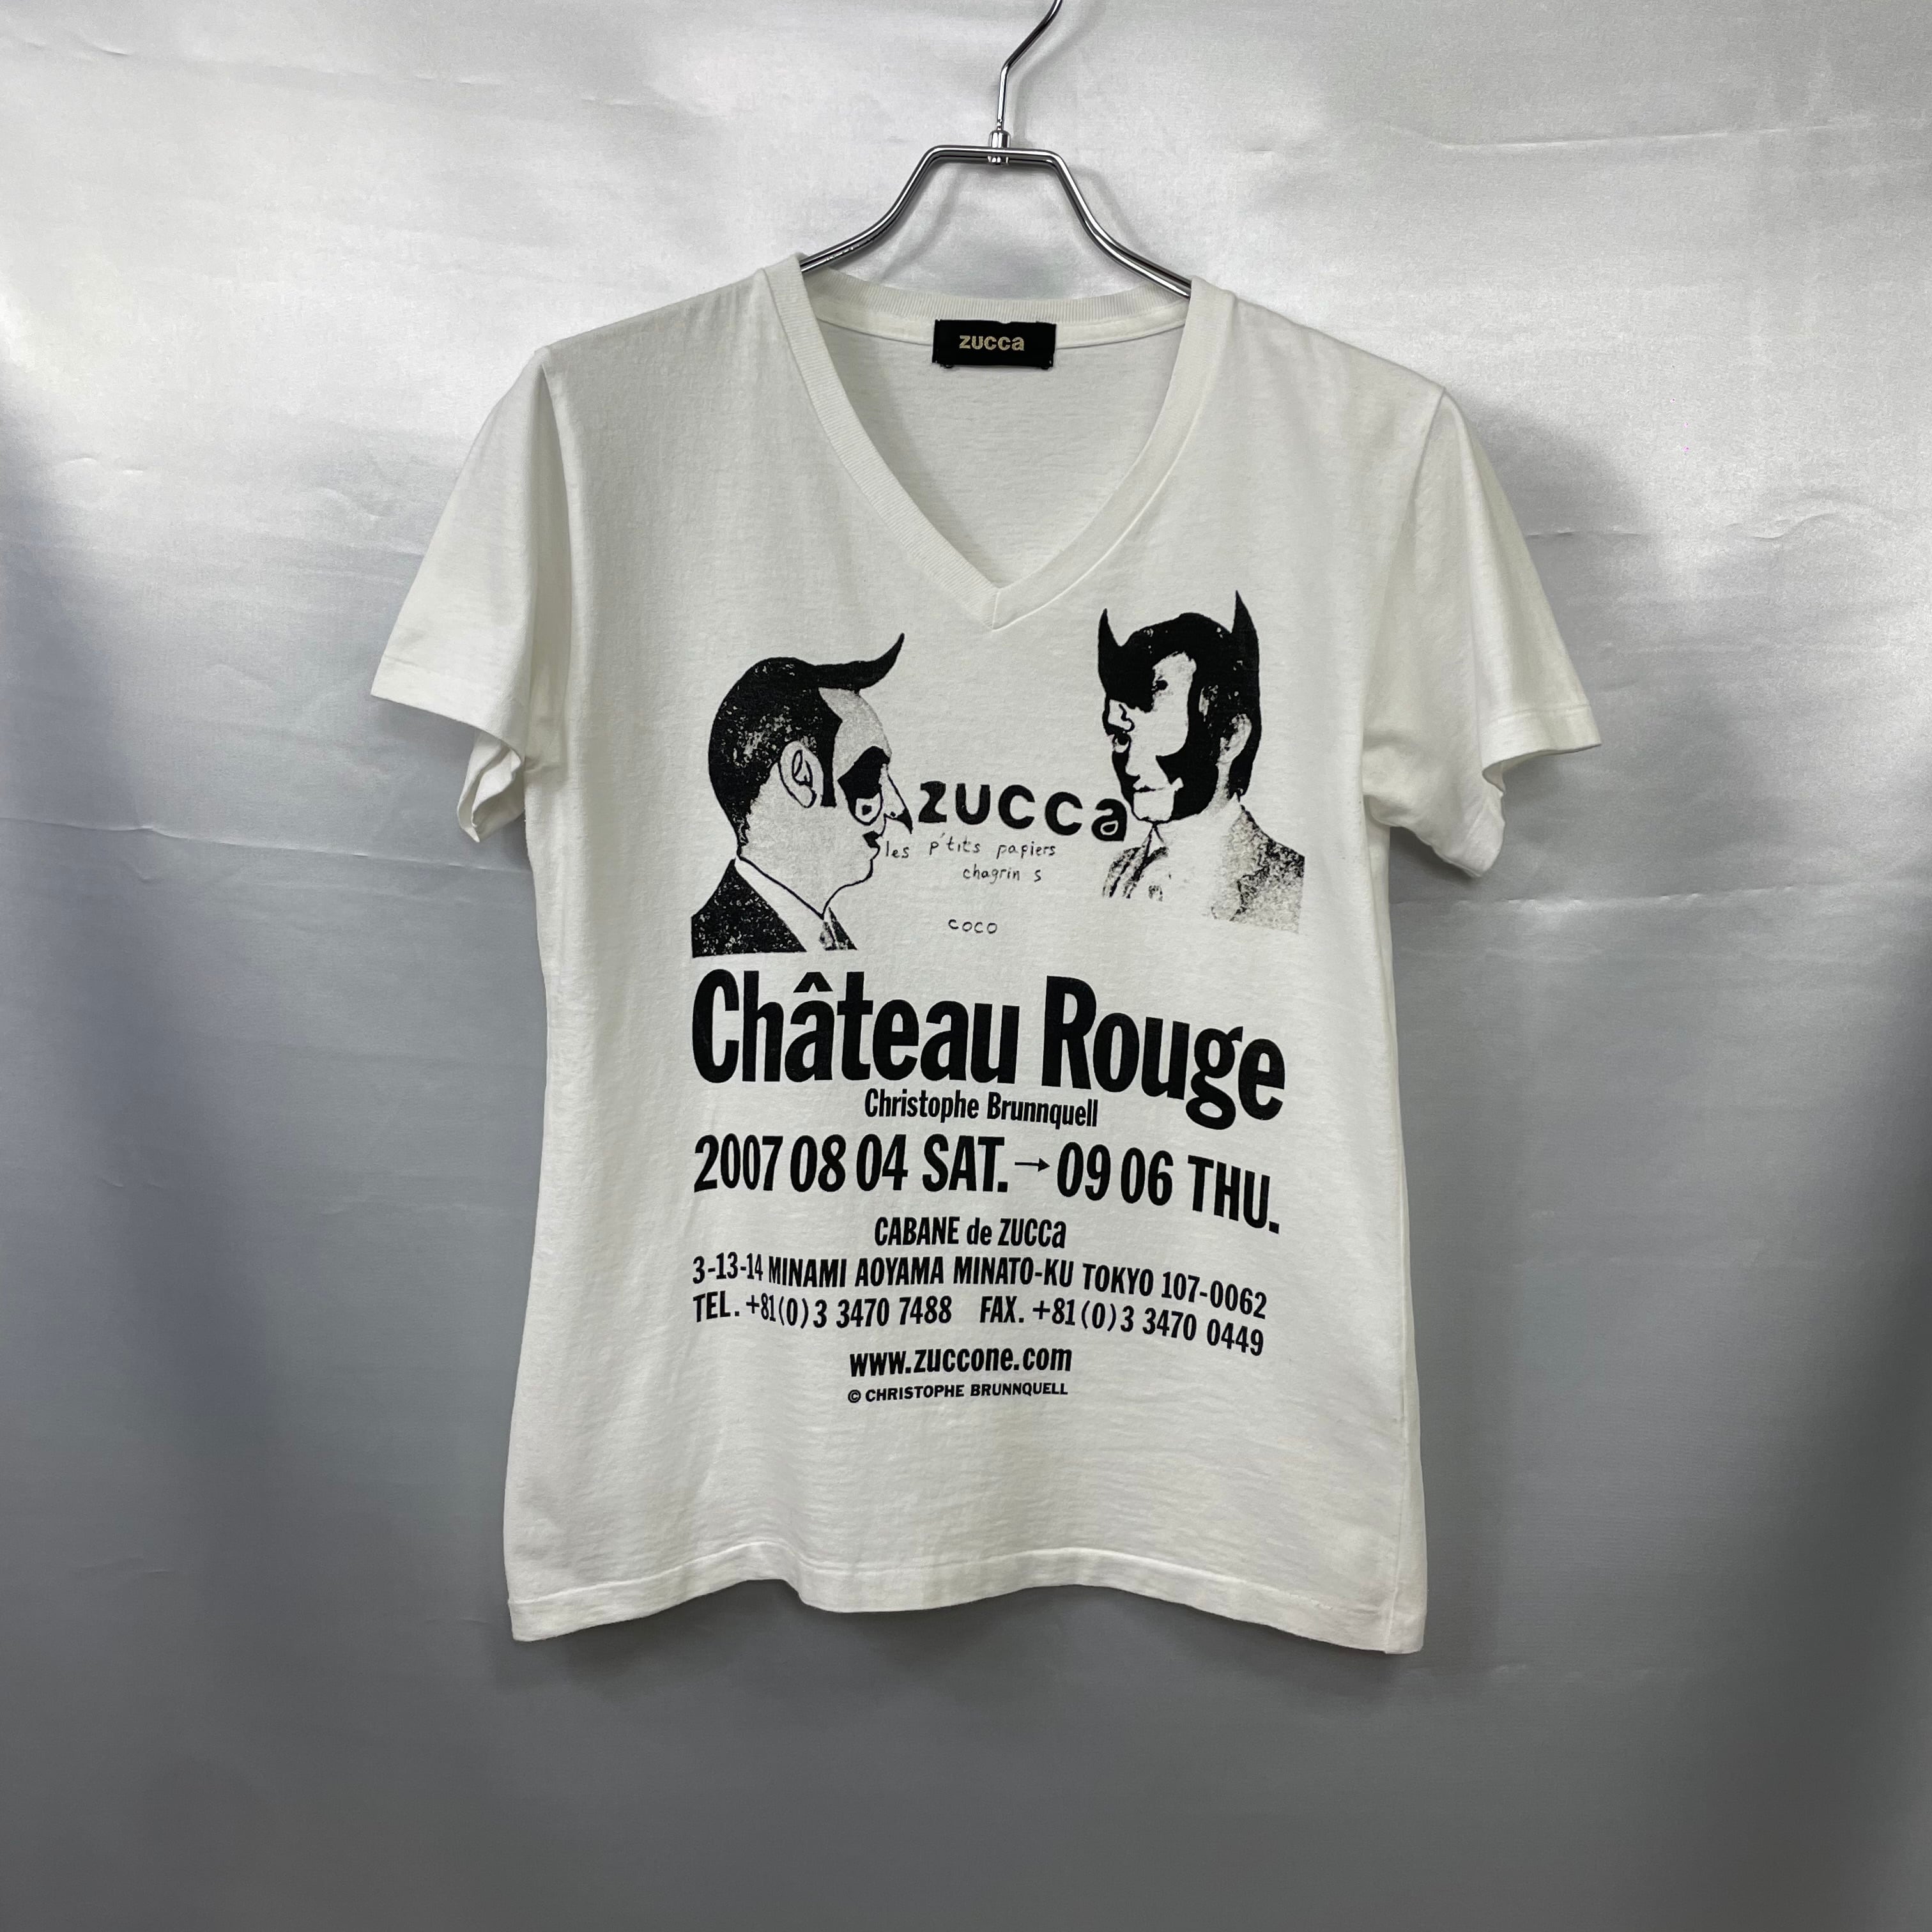 zucca
zucca
les p'tits papiers
chagrin s
coco
Château Rouge
Christophe Brunnquell
2007 08 04 SAT.→09 06 THU.
CABANE de ZUCCa
3-13-14 MINAMI AOYAMA MINATO-KU TOKYO 107-0062
TEL. +81(0)3 3470 7488 FAX. +81(0)3 3470 0449
www.zuccone.com
© CHRISTOPHE BRUNNQUELL